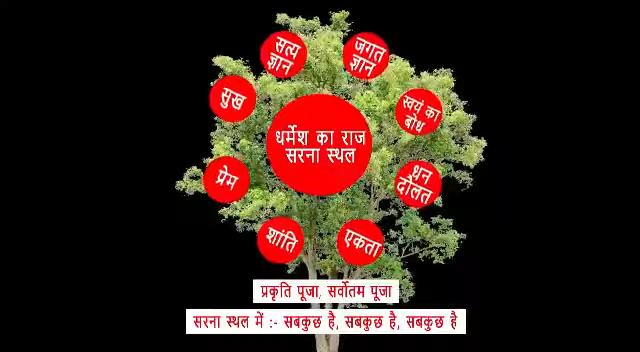 सत्य
ज्ञान
जगत
ज्ञान
सुख
स्वयं का
बोध
धर्मेश का राज
सरना स्थल
प्रेम
धन
दौलत
शांति
एकता
प्रकृति पूजा, सर्वोतम पूजा
सरना स्थल में :- सबकुछ है, सबकुछ है, सबकुछ है